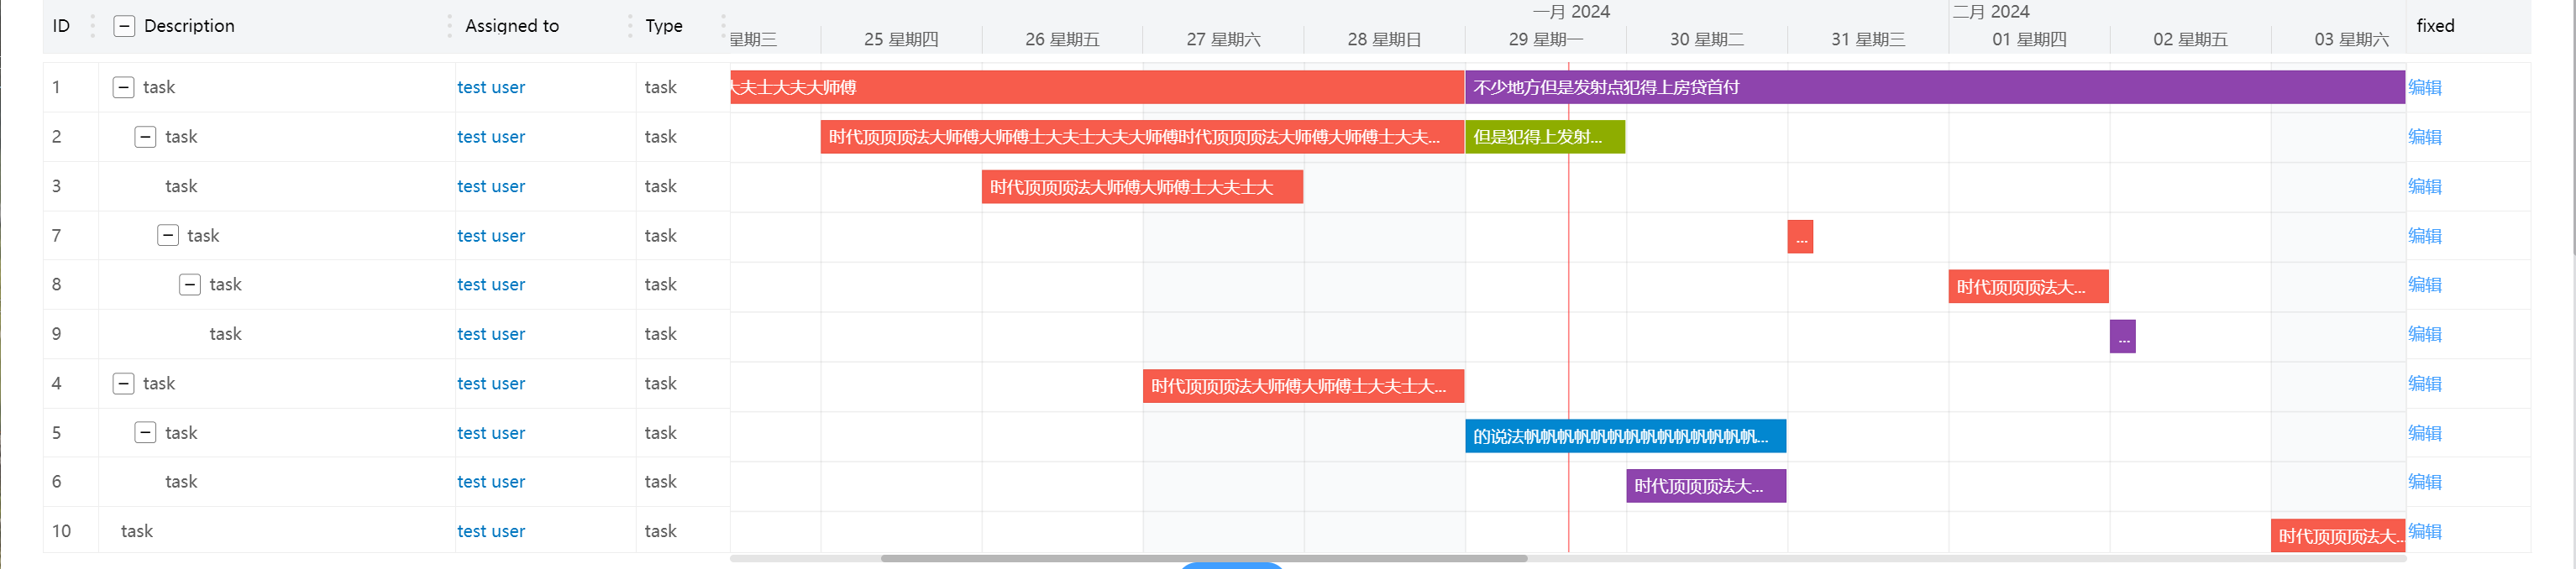 一月 2024 二月 2024
ID Description Assigned to Type 星期三 25 星期四 26 星期五 27 星期六 28 星期日 29 星期一 30 星期二 31 星期三 01 星期四 02 星期五 03 星期六 fixed
1 task test user task 大夫士大夫大师傅 不少地方但是发射点犯得上房贷首付 编辑
2 task test user task 时代顶顶顶法大师傅大师傅士大夫士大夫大师傅时代顶顶顶法大师傅大师傅士大夫... 但是犯得上发射... 编辑
3 task test user task 时代顶顶顶法大师傅大师傅士大夫士大 编辑
7 task test user task ... 编辑
8 task test user task 时代顶顶顶法大... 编辑
9 task test user task ... 编辑
4 task test user task 时代顶顶顶法大师傅大师傅士大夫士大... 编辑
5 task test user task 的说法帆帆帆帆帆帆帆帆帆帆帆帆帆帆... 编辑
6 task test user task 时代顶顶顶法大... 编辑
10 task test user task 时代顶顶顶法大... 编辑